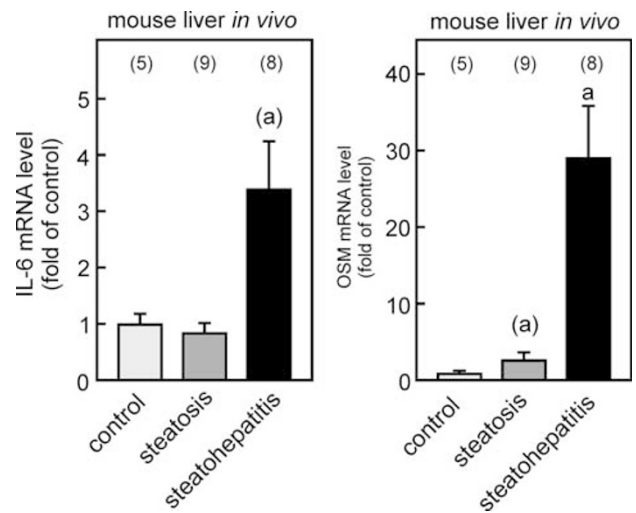 mouse liver in vivo
(5) (9) (8)
(a)
IL-6 mRNA level
(fold of control)
5
4
3
2
1
0
control
steatosis
steatohepatitis
mouse liver in vivo
(5) (9) (8)
a
(a)
OSM mRNA level
(fold of control)
40
30
20
10
0
control
steatosis
steatohepatitis